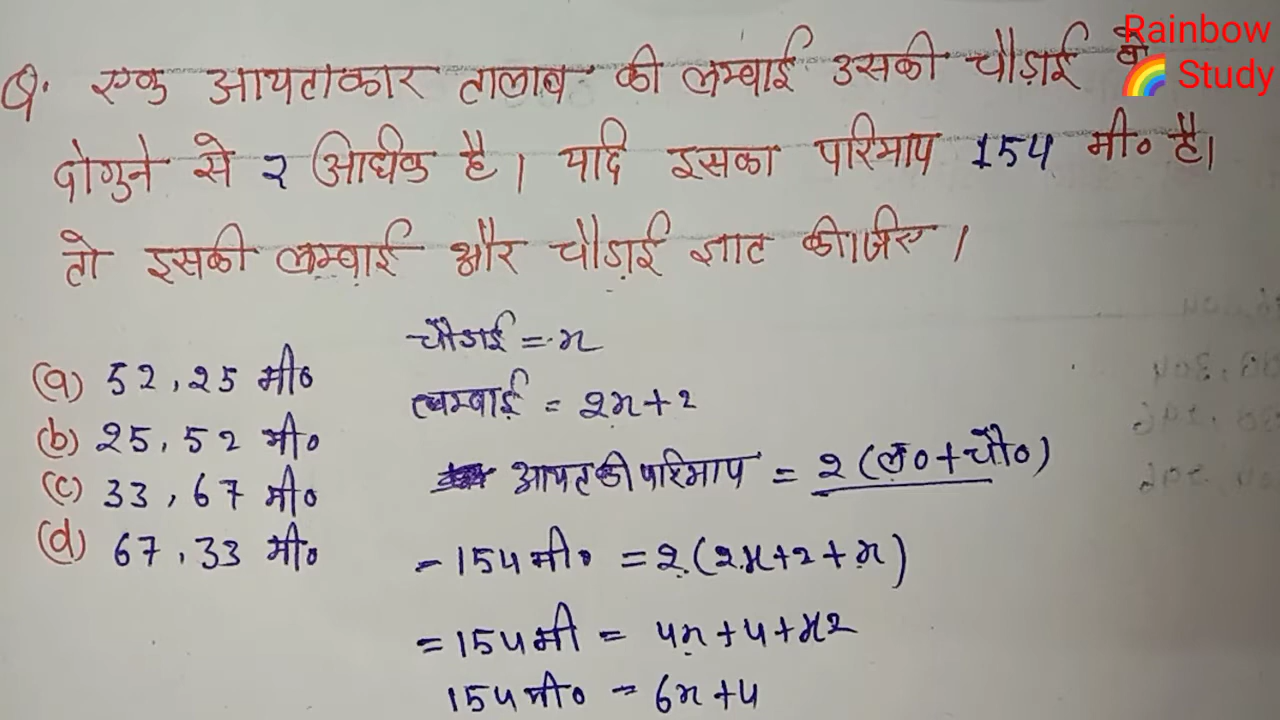 Rainbow Study
Q. एक आयताकार तालाब की लम्बाई उसकी चौड़ाई के
दोगुने से 2 अधिक है। यदि इसका परिमाप 154 मी० है।
तो इसकी लम्बाई और चौड़ाई ज्ञात कीजिए।
(a) 52, 25 मी०
(b) 25, 52 मी०
(c) 33, 67 मी०
(d) 67, 33 मी०
चौडाई = x
लम्बाई = 2x+2
आयत की परिमाप = 2 (ल०+चौ०)
= 154 मी० = 2(2x+2+x)
= 154 मी = 4x+4+x2
154 मी० = 6x+4